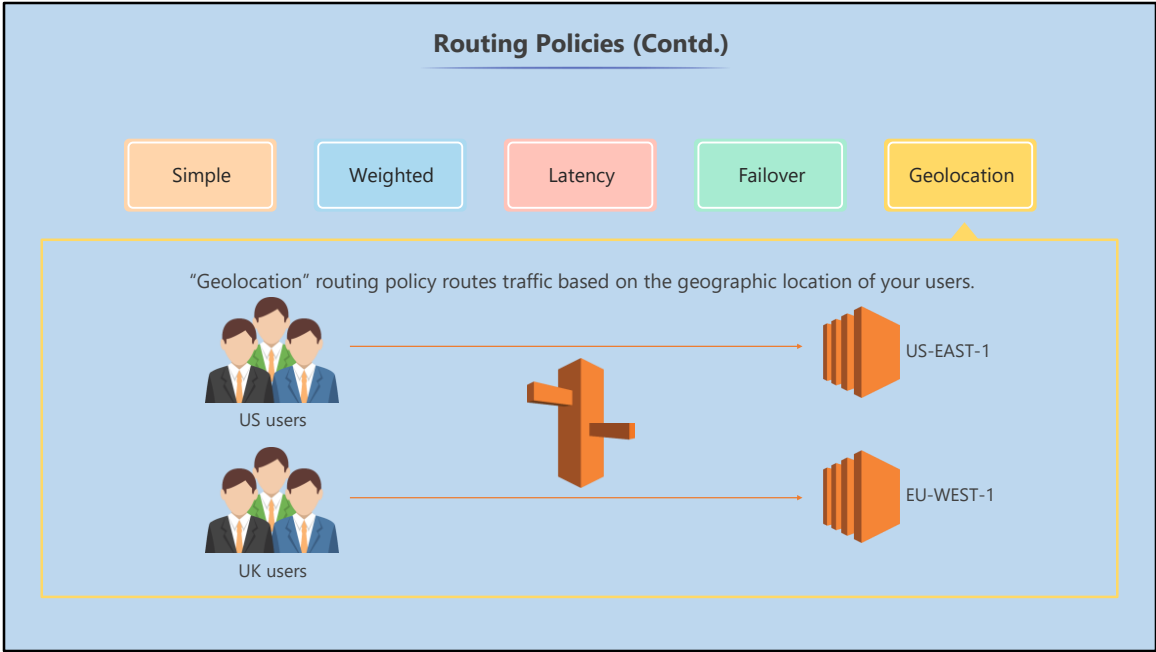 Routing Policies (Contd.)
Simple
Weighted
Latency
Failover
Geolocation
“Geolocation” routing policy routes traffic based on the geographic location of your users.
US-EAST-1
US users
EU-WEST-1
UK users